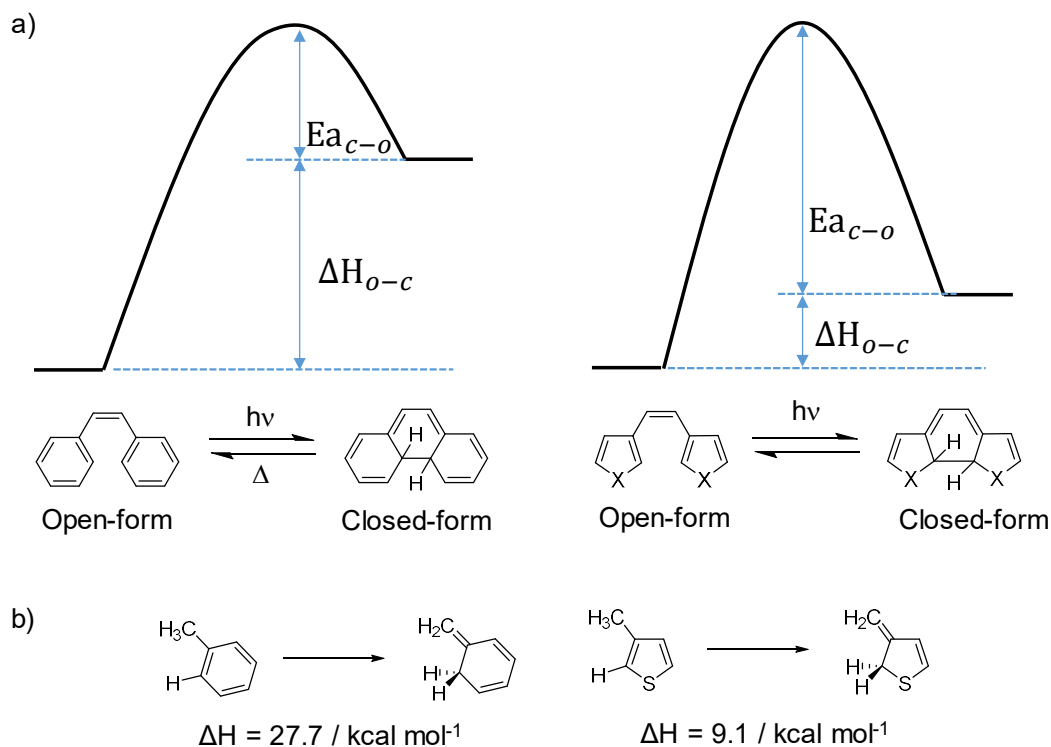 a)
Ea_{c−o}
ΔH_{o−c}
Ea_{c−o}
ΔH_{o−c}
hν
Δ
H
H
hν
X
X
H
H
X
X
Open-form
Closed-form
Open-form
Closed-form
b)
H₃C
H
H₂C
H
H
H₃C
H
S
H₂C
H
H
S
ΔH = 27.7 / kcal mol⁻¹
ΔH = 9.1 / kcal mol⁻¹